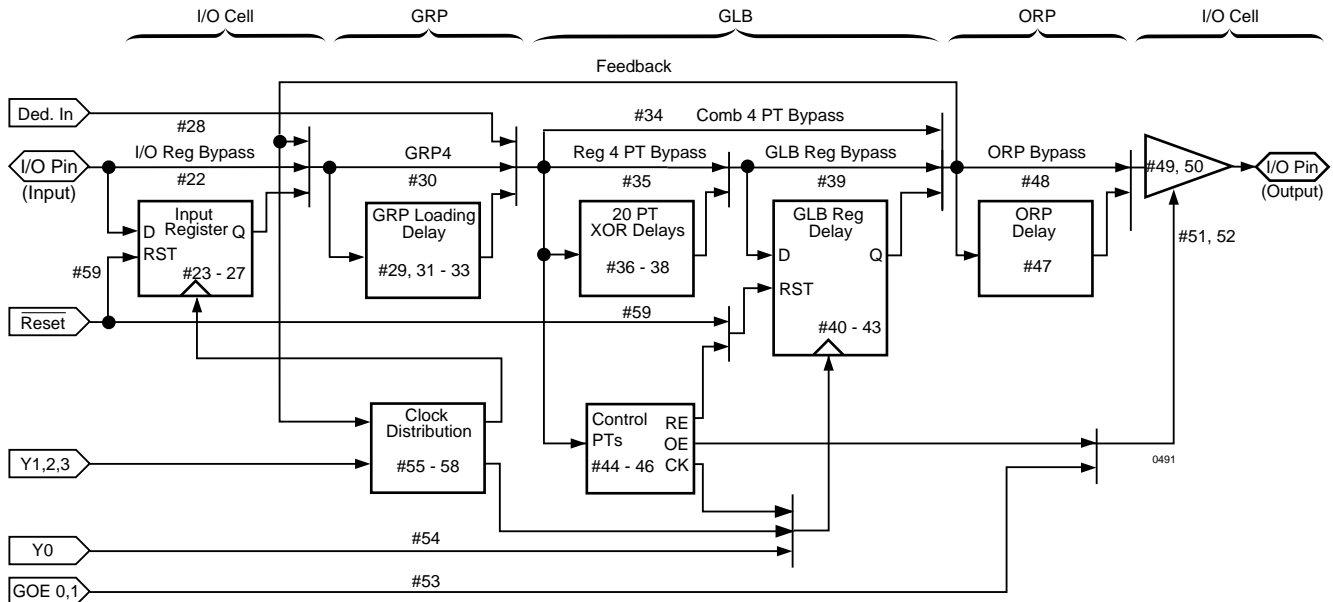 I/O Cell GRP GLB ORP I/O Cell
Feedback
Ded. In
#28
#34 Comb 4 PT Bypass
I/O Pin
(Input)
I/O Reg Bypass
#22
GRP4
#30
Reg 4 PT Bypass
#35
GLB Reg Bypass
#39
ORP Bypass
#48
#49, 50
I/O Pin
(Output)
Input
Register
D
Q
RST
#23 - 27
GRP Loading
Delay
#29, 31 - 33
20 PT
XOR Delays
#36 - 38
GLB Reg
Delay
D
Q
RST
#40 - 43
ORP
Delay
#47
#51, 52
#59
Reset
#59
Clock
Distribution
#55 - 58
Control
PTs
#44 - 46
RE
OE
CK
0491
Y1,2,3
Y0
#54
GOE 0,1
#53